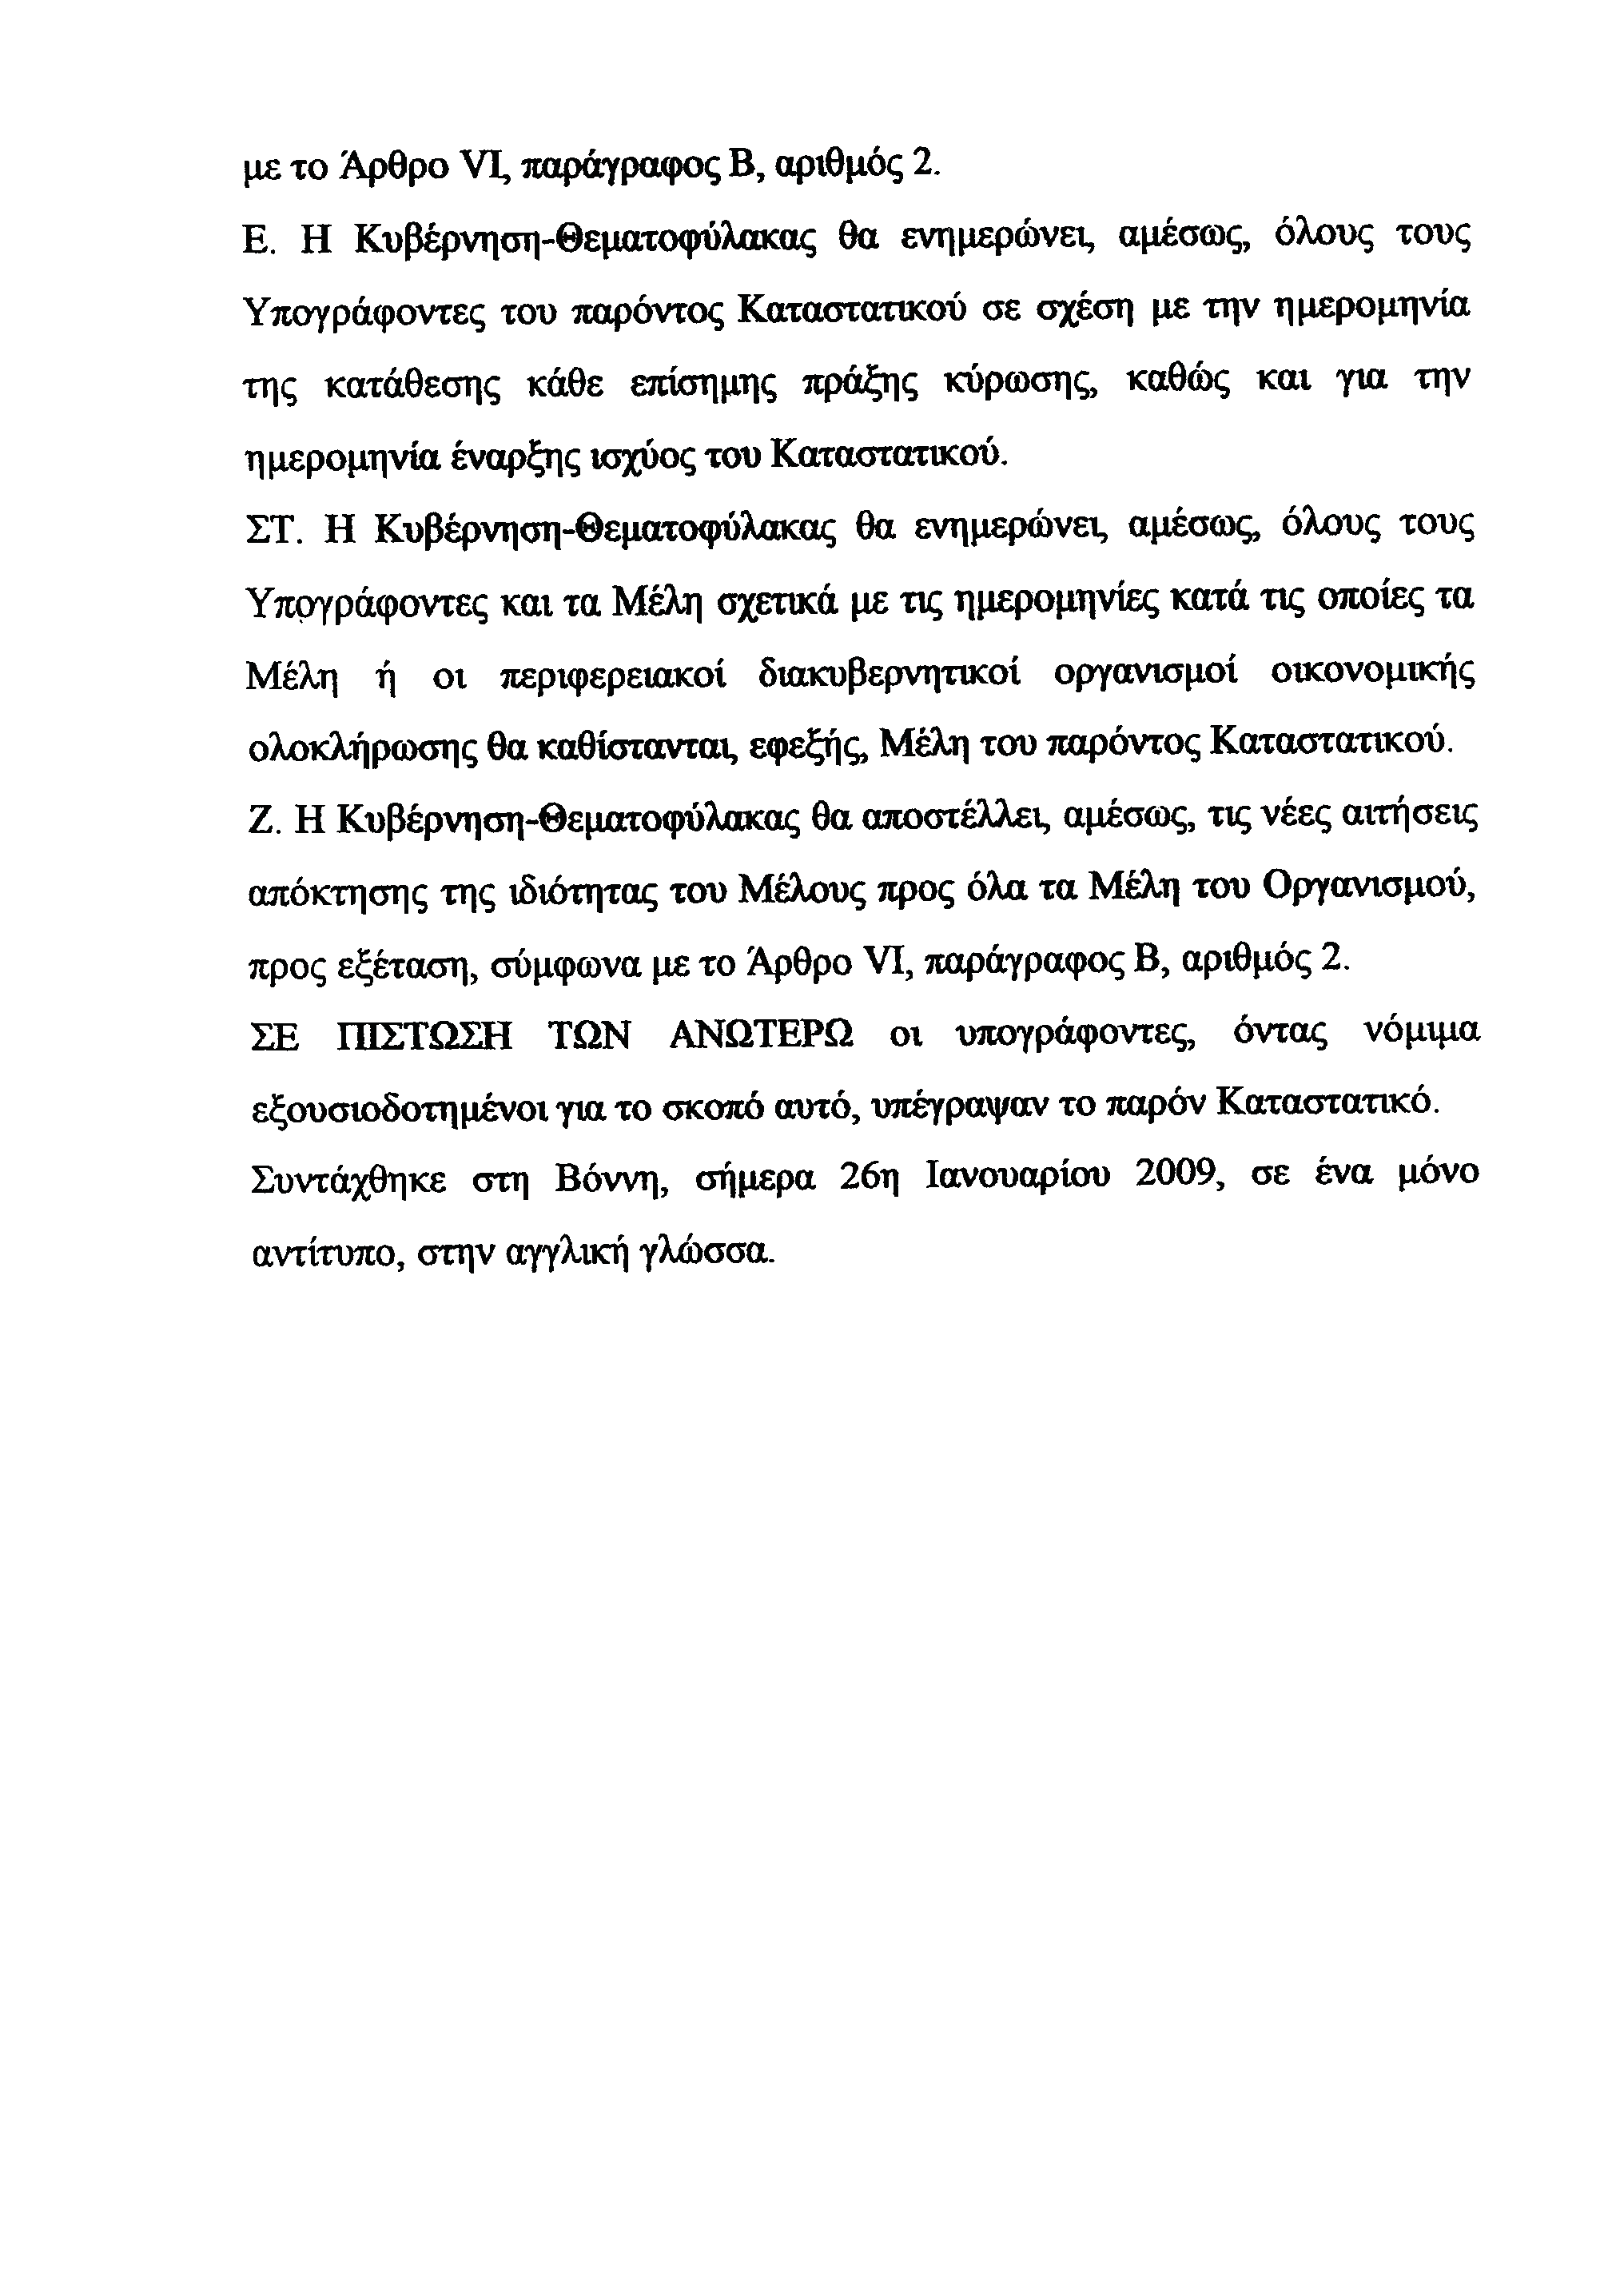 με το Άρθρο VI, παράγραφος Β, αριθμός 2.
Ε. Η Κυβέρνηση-Θεματοφύλακας θα ενημερώνει, αμέσως, όλους τους
Υπογράφοντες του παρόντος Καταστατικού σε σχέση με την ημερομηνία
της κατάθεσης κάθε επίσημης πράξης κύρωσης, καθώς και για την
ημερομηνία έναρξης ισχύος του Καταστατικού.
ΣΤ. Η Κυβέρνηση-Θεματοφύλακας θα ενημερώνει, αμέσως, όλους τους
Υπογράφοντες και τα Μέλη σχετικά με τις ημερομηνίες κατά τις οποίες τα
Μέλη ή οι περιφερειακοί διακυβερνητικοί οργανισμοί οικονομικής
ολοκλήρωσης θα καθίστανται, εφεξής, Μέλη του παρόντος Καταστατικού.
Ζ. Η Κυβέρνηση-Θεματοφύλακας θα αποστέλλει, αμέσως, τις νέες αιτήσεις
απόκτησης της ιδιότητας του Μέλους προς όλα τα Μέλη του Οργανισμού,
προς εξέταση, σύμφωνα με το Άρθρο VI, παράγραφος Β, αριθμός 2.
ΣΕ ΠΙΣΤΩΣΗ ΤΩΝ ΑΝΩΤΕΡΩ οι υπογράφοντες, όντας νόμιμα
εξουσιοδοτημένοι για το σκοπό αυτό, υπέγραψαν το παρόν Καταστατικό.
Συντάχθηκε στη Βόννη, σήμερα 26η Ιανουαρίου 2009, σε ένα μόνο
αντίτυπο, στην αγγλική γλώσσα.